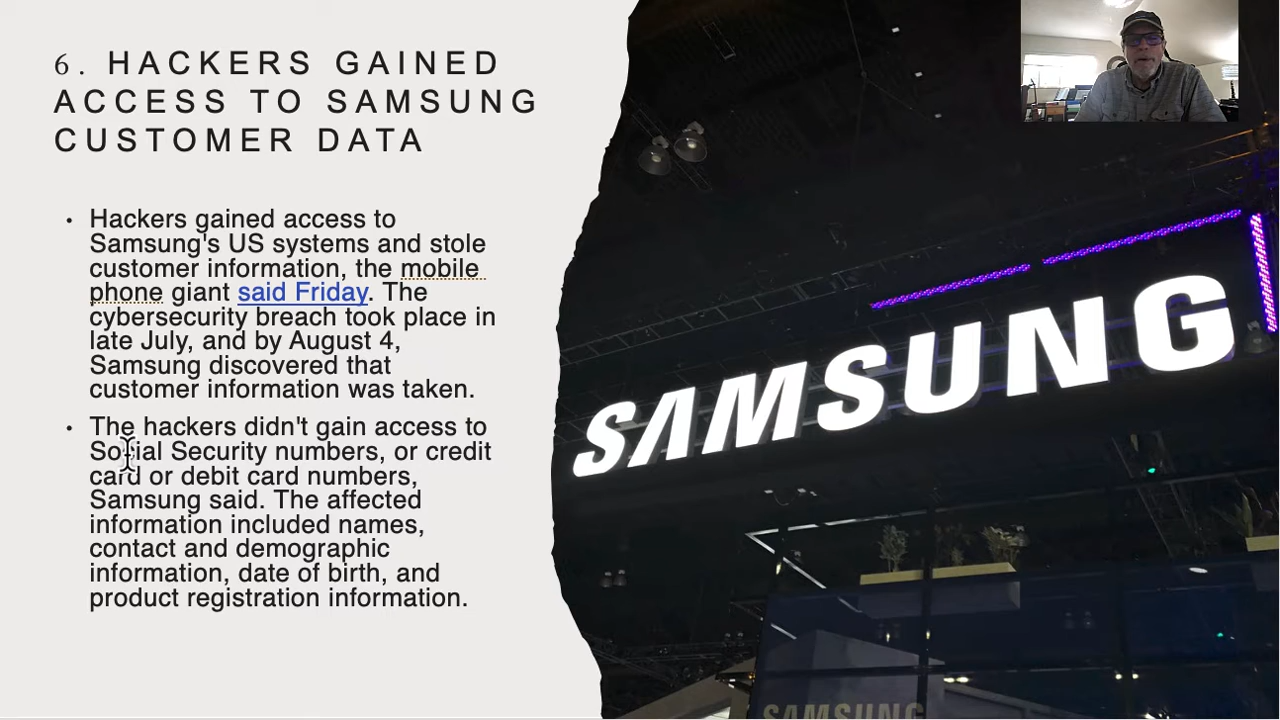 6. HACKERS GAINED
ACCESS TO SAMSUNG
CUSTOMER DATA
• Hackers gained access to
Samsung's US systems and stole
customer information, the mobile
phone giant said Friday. The
cybersecurity breach took place in
late July, and by August 4,
Samsung discovered that
customer information was taken.
• The hackers didn't gain access to
Social Security numbers, or credit
card or debit card numbers,
Samsung said. The affected
information included names,
contact and demographic
information, date of birth, and
product registration information.
SAMSUNG
SAMSUNG